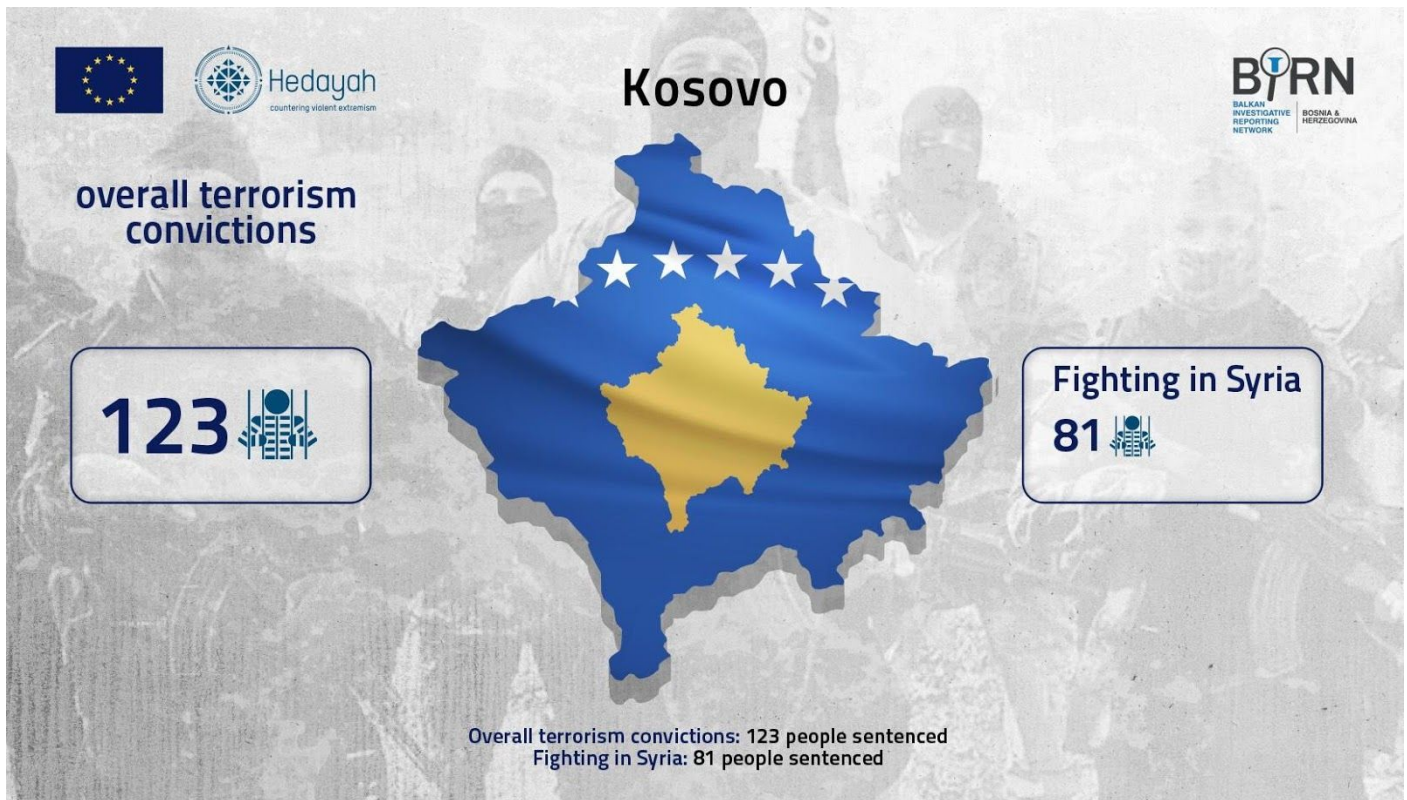 Hedayah
countering violent extremism
Kosovo
BIRN
BALKAN
INVESTIGATIVE
REPORTING
NETWORK
BOSNIA &
HERZEGOVINA
overall terrorism
convictions
123
Fighting in Syria
81
Overall terrorism convictions: 123 people sentenced
Fighting in Syria: 81 people sentenced